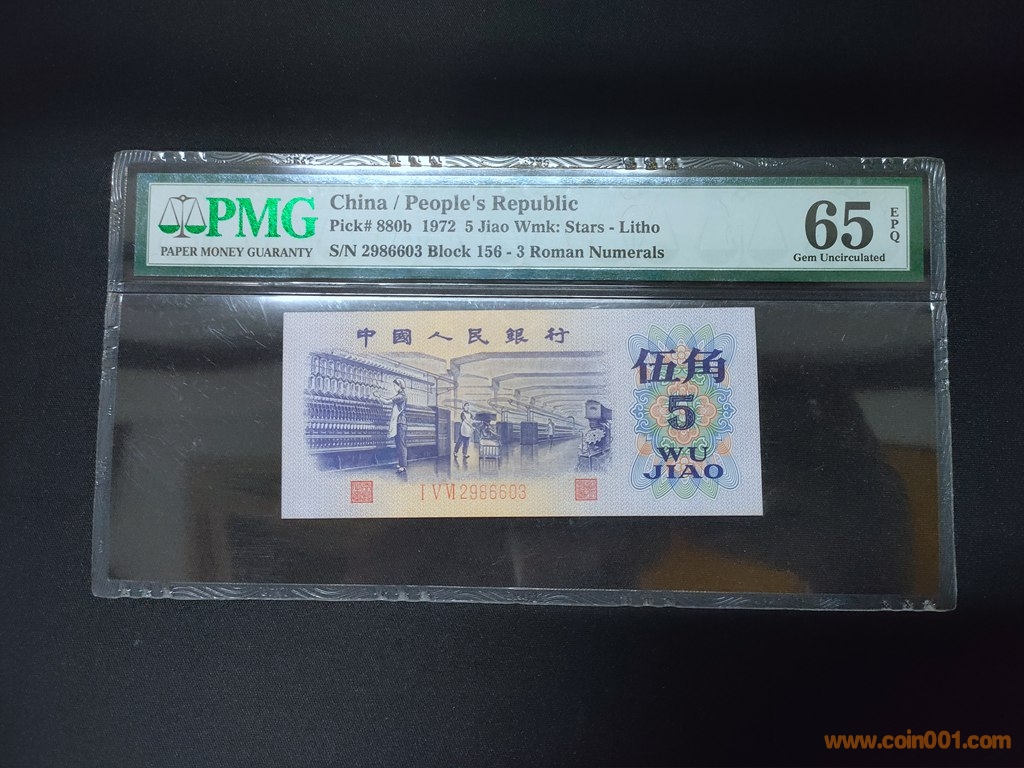 PMG
PAPER MONEY GUARANTY
China / People's Republic
Pick# 880b 1972 5 Jiao Wmk: Stars - Litho
S/N 2986603 Block 156 - 3 Roman Numerals
65
EPQ
Gem Uncirculated
中國人民銀行
伍角
5
WU
JIAO
I V VI 2986603
www.coin001.com